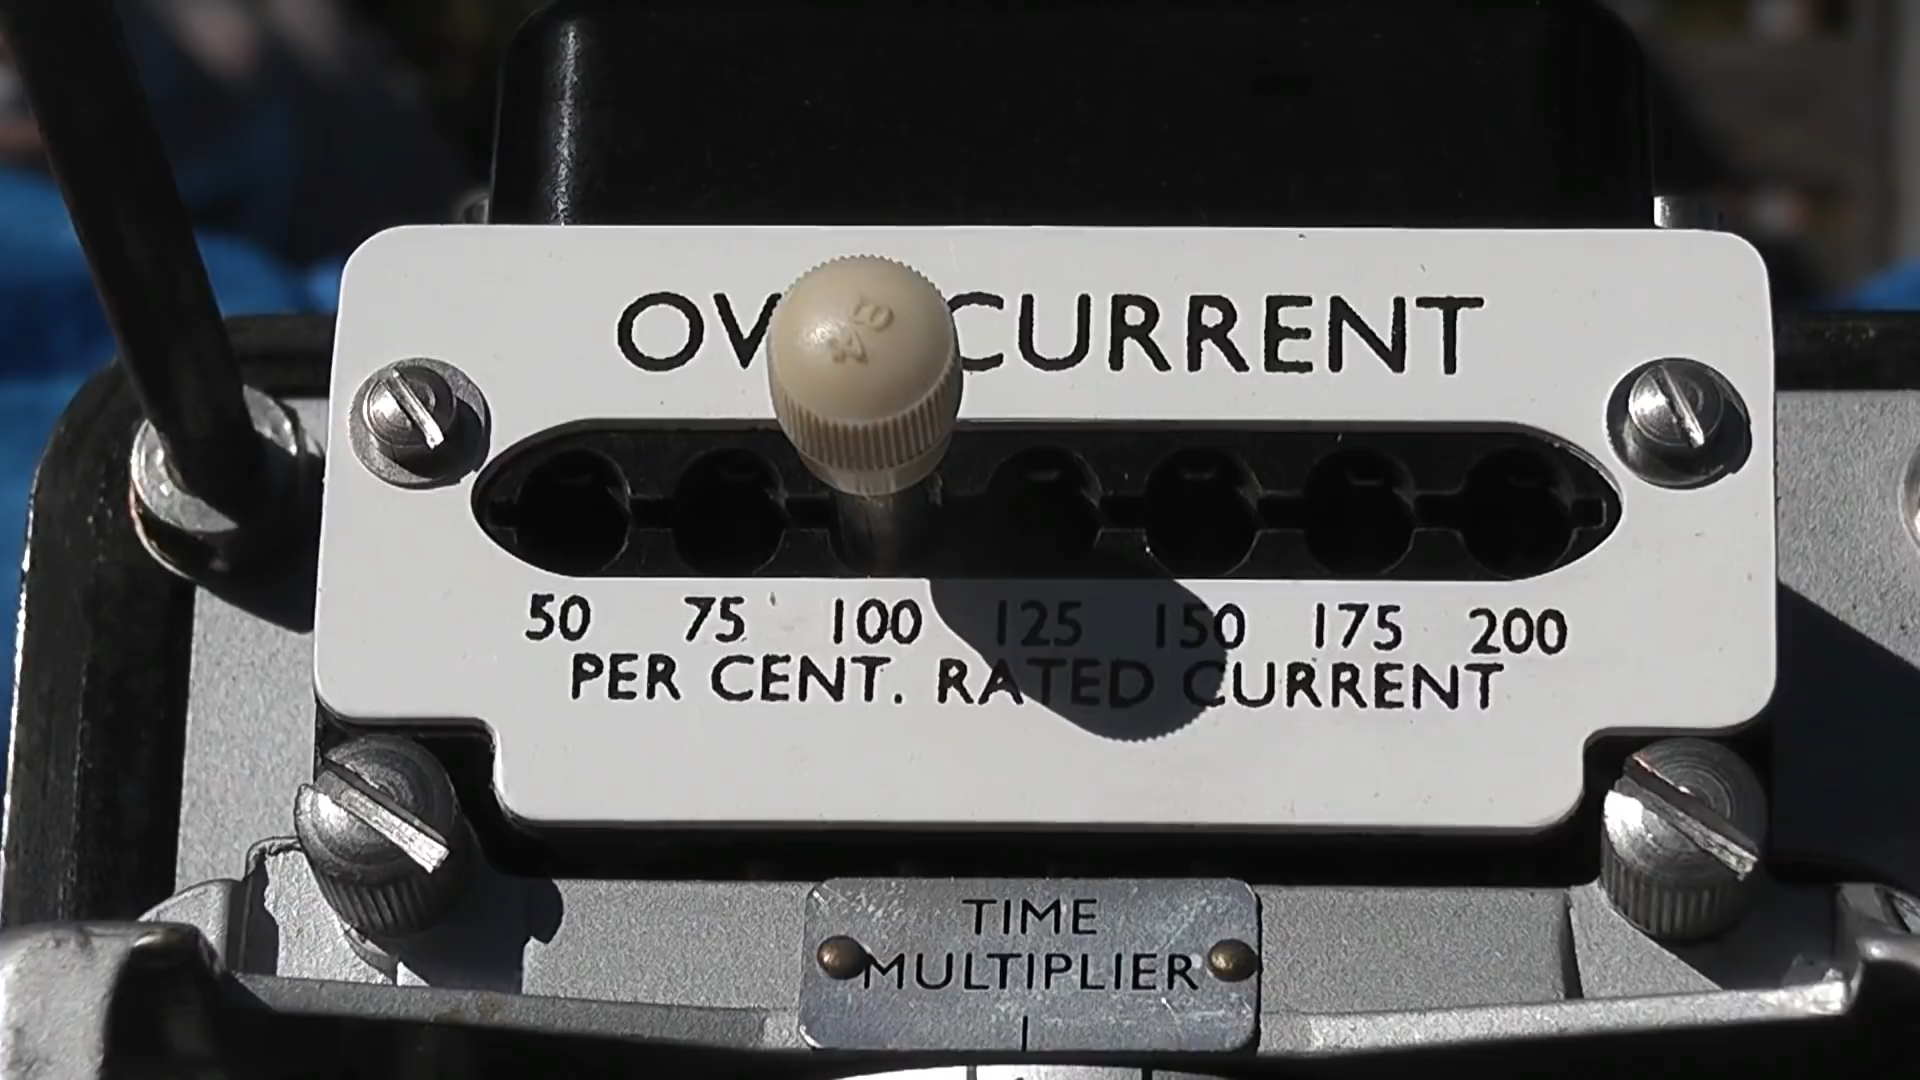 OV CURRENT
50 75 100 125 150 175 200
PER CENT. RATED CURRENT
TIME
MULTIPLIER